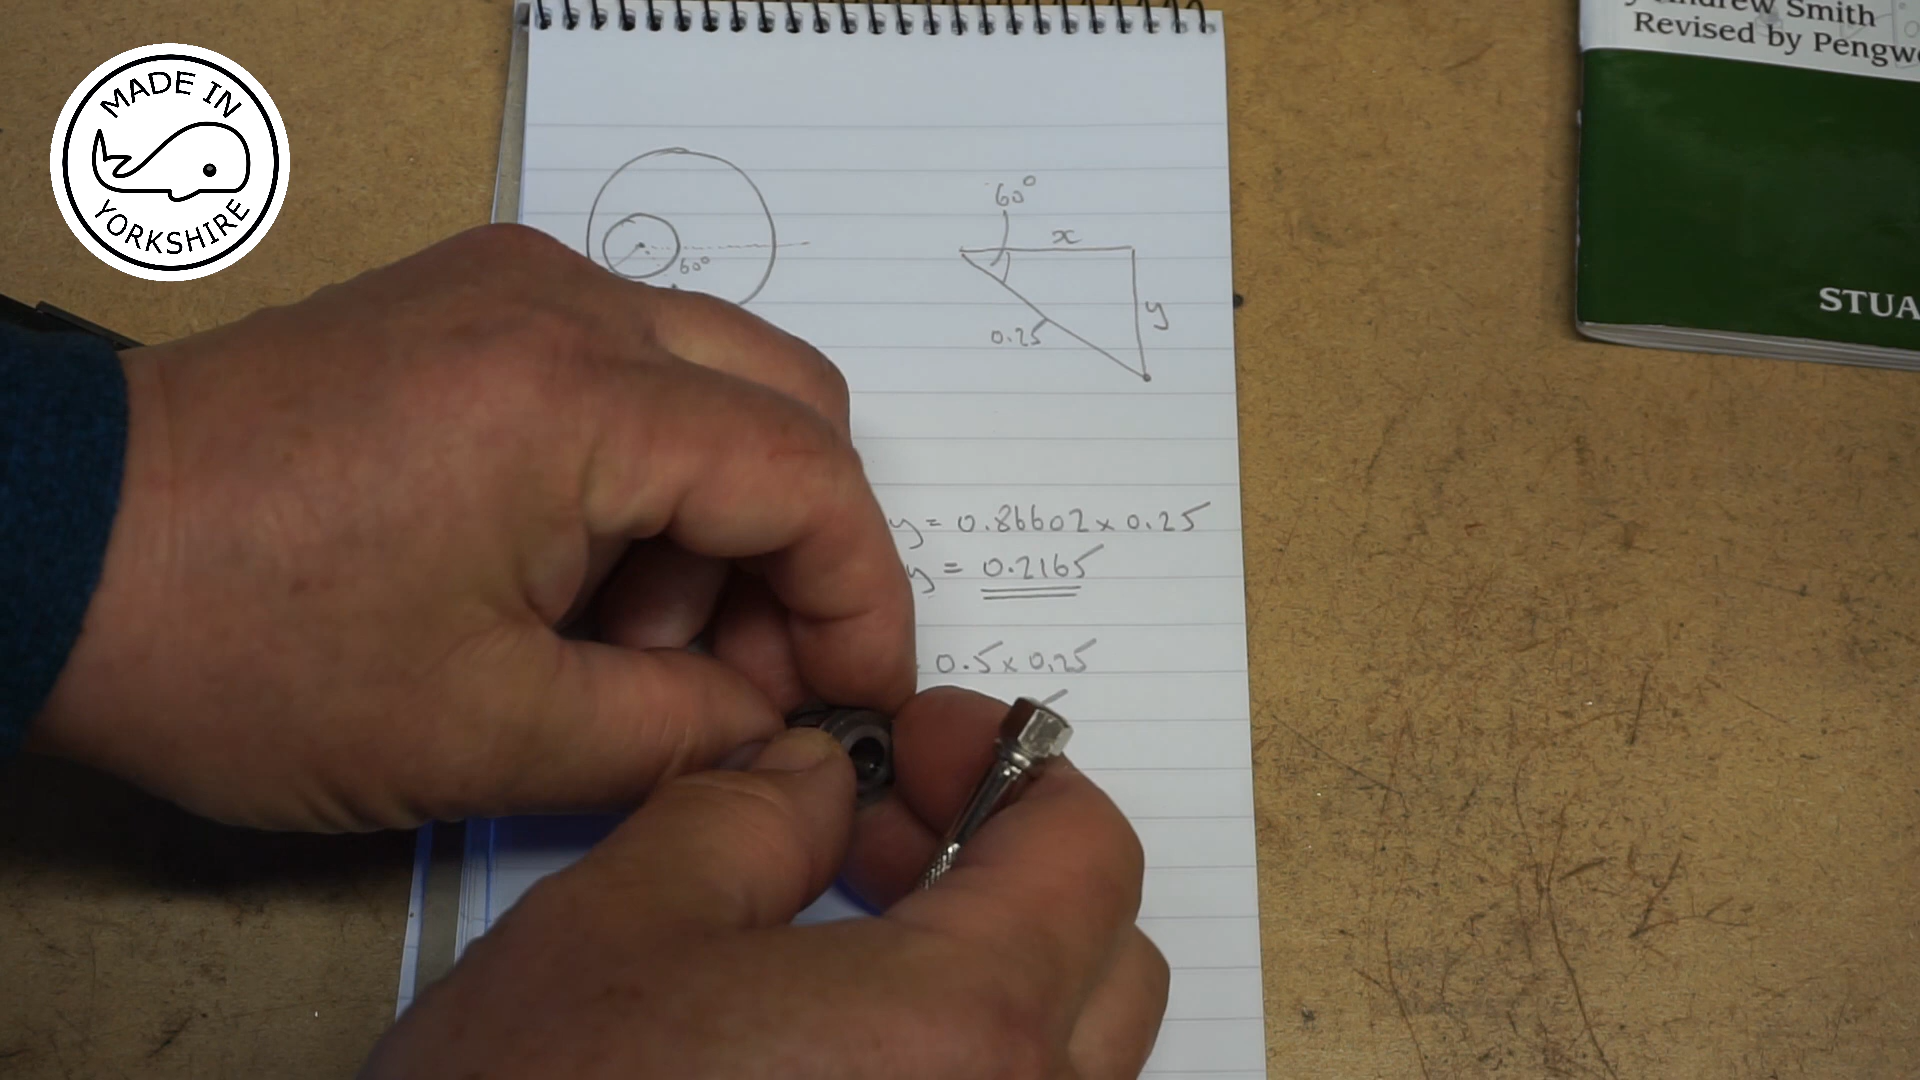 MADE IN
YORKSHIRE
Andrew Smith
Revised by
STUA
60°
60°
x
y
0.25
y = 0.86602 x 0.25
y = 0.2165
0.5 x 0.25